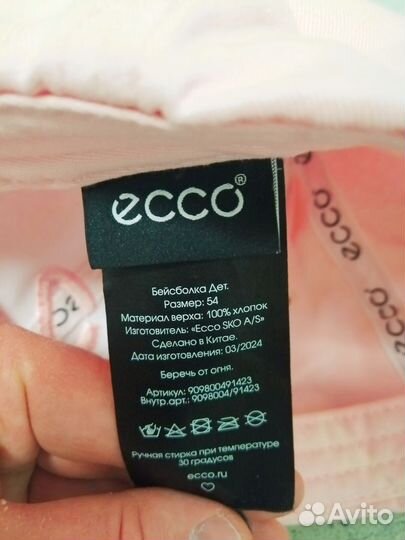 ecco®
ecco
Бейсболка Дет.
Размер: 54
Материал верха: 100% хлопок
Изготовитель: «Ecco SKO A/S»
Сделано в Китае.
Дата изготовления: 03/2024
Беречь от огня.
Артикул: 909800491423
Внутр.арт.: 9098004/91423
Ручная стирка при температуре
30 градусов
ecco.ru
ecco
Avito